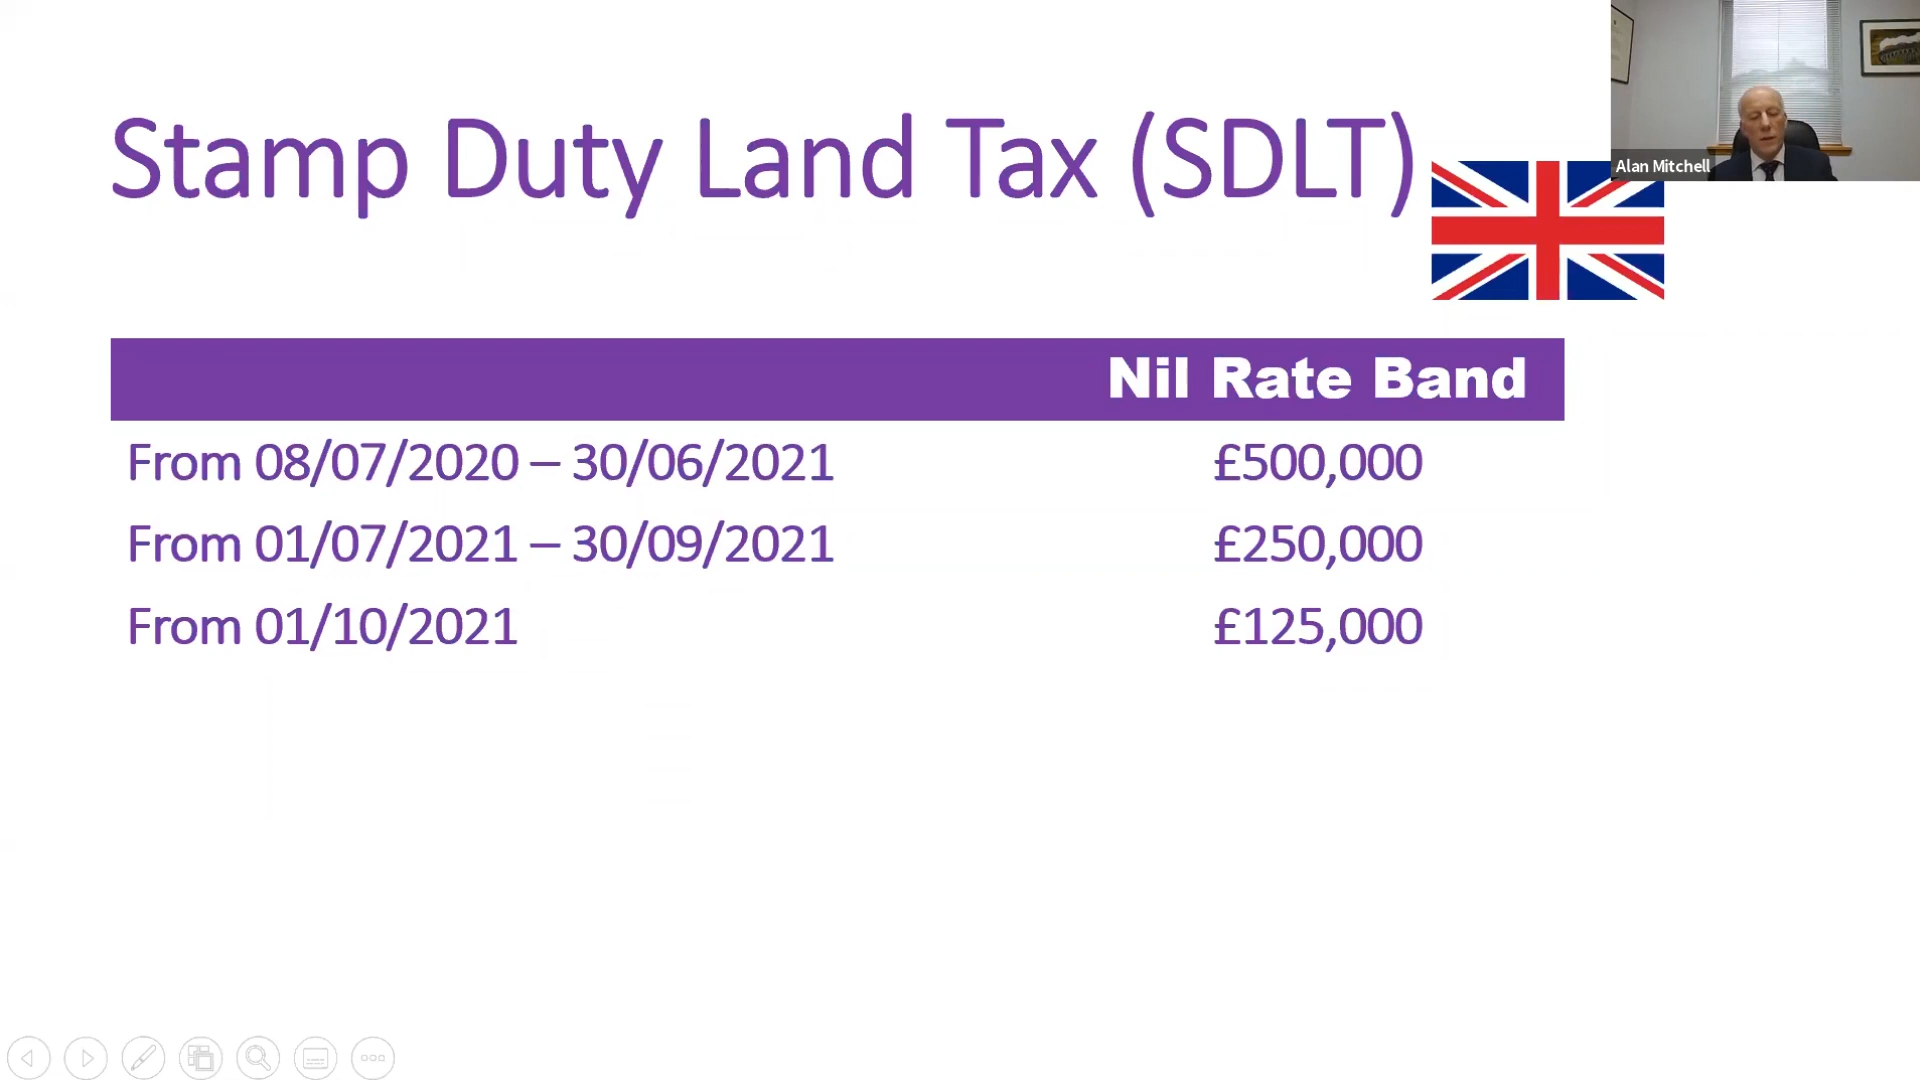 Stamp Duty Land Tax (SDLT)
Alan Mitchell
Nil Rate Band
From 08/07/2020 – 30/06/2021 £500,000
From 01/07/2021 – 30/09/2021 £250,000
From 01/10/2021 £125,000